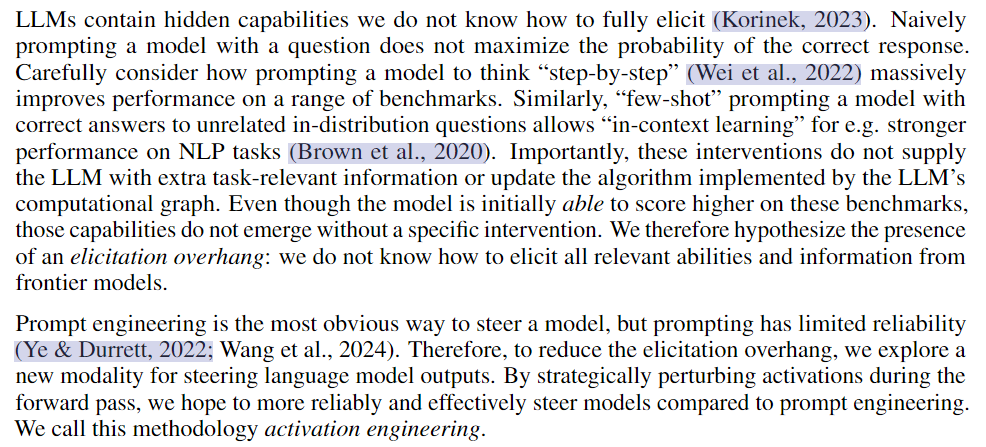 LLMs contain hidden capabilities we do not know how to fully elicit (Korinek, 2023). Naively
prompting a model with a question does not maximize the probability of the correct response.
Carefully consider how prompting a model to think “step-by-step” (Wei et al., 2022) massively
improves performance on a range of benchmarks. Similarly, “few-shot” prompting a model with
correct answers to unrelated in-distribution questions allows “in-context learning” for e.g. stronger
performance on NLP tasks (Brown et al., 2020). Importantly, these interventions do not supply
the LLM with extra task-relevant information or update the algorithm implemented by the LLM’s
computational graph. Even though the model is initially able to score higher on these benchmarks,
those capabilities do not emerge without a specific intervention. We therefore hypothesize the presence
of an elicitation overhang: we do not know how to elicit all relevant abilities and information from
frontier models.
Prompt engineering is the most obvious way to steer a model, but prompting has limited reliability
(Ye & Durrett, 2022; Wang et al., 2024). Therefore, to reduce the elicitation overhang, we explore a
new modality for steering language model outputs. By strategically perturbing activations during the
forward pass, we hope to more reliably and effectively steer models compared to prompt engineering.
We call this methodology activation engineering.